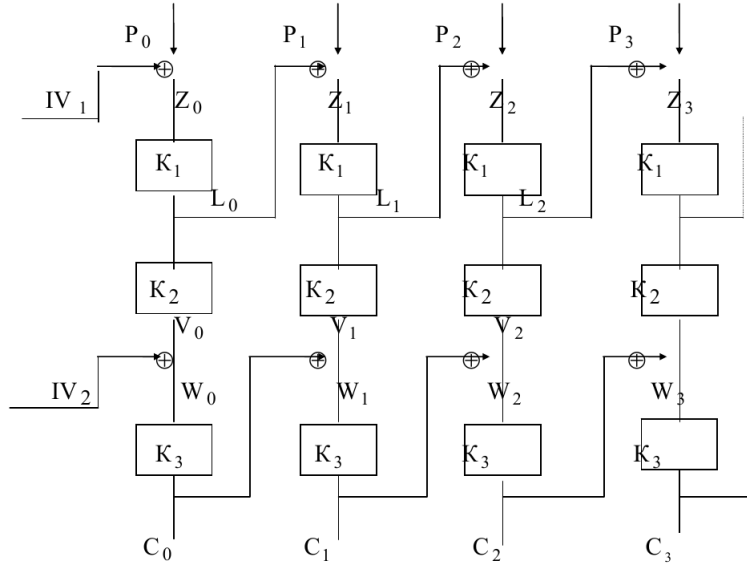 P0 P1 P2 P3
IV1 Z0 Z1 Z2 Z3
K1 K1 K1 K1
L0 L1 L2
K2 K2 K2 K2
V0 V1 V2
IV2 W0 W1 W2 W3
K3 K3 K3 K3
C0 C1 C2 C3